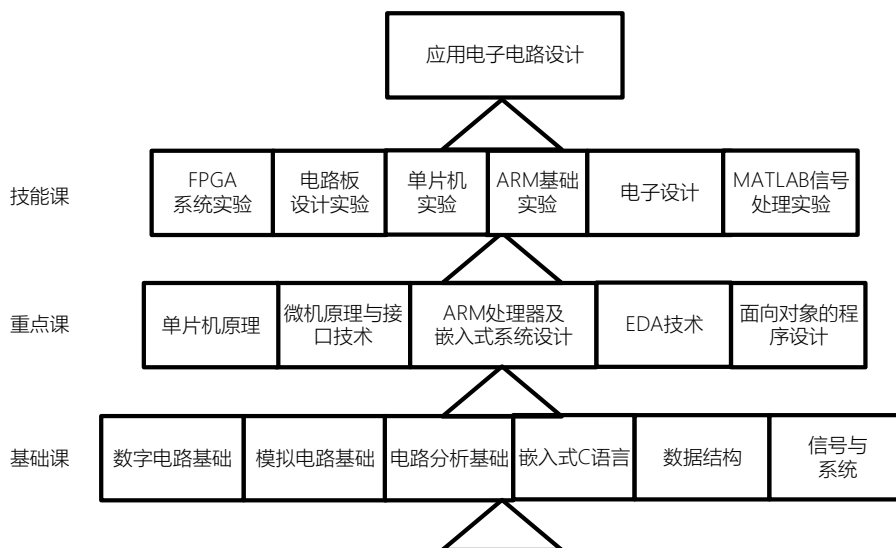 应用电子电路设计
技能课
FPGA
系统实验
电路板
设计实验
单片机
实验
ARM基础
实验
电子设计
MATLAB信号
处理实验
重点课
单片机原理
微机原理与接
口技术
ARM处理器及
嵌入式系统设计
EDA技术
面向对象的程
序设计
基础课
数字电路基础
模拟电路基础
电路分析基础
嵌入式C语言
数据结构
信号与
系统